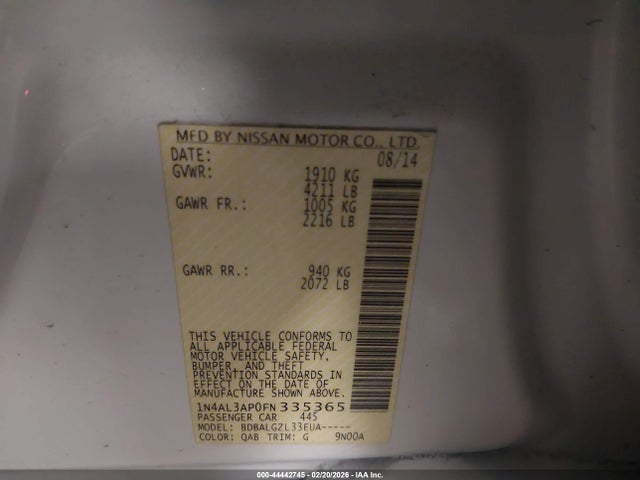 MFD BY NISSAN MOTOR CO., LTD.
DATE: 08/14
GVWR: 1910 KG
4211 LB
GAWR FR.: 1005 KG
2216 LB
GAWR RR.: 940 KG
2072 LB
THIS VEHICLE CONFORMS TO
ALL APPLICABLE FEDERAL
MOTOR VEHICLE SAFETY,
BUMPER, AND THEFT
PREVENTION STANDARDS IN
EFFECT ON THE DATE OF
MANUFACTURE SHOWN ABOVE.
1N4AL3AP0FN335365
PASSENGER CAR 445
MODEL: BDBALGZL33EUA-----
COLOR: QAB TRIM: G 9N00A
000-44442745 - 02/20/2026 - IAA Inc.